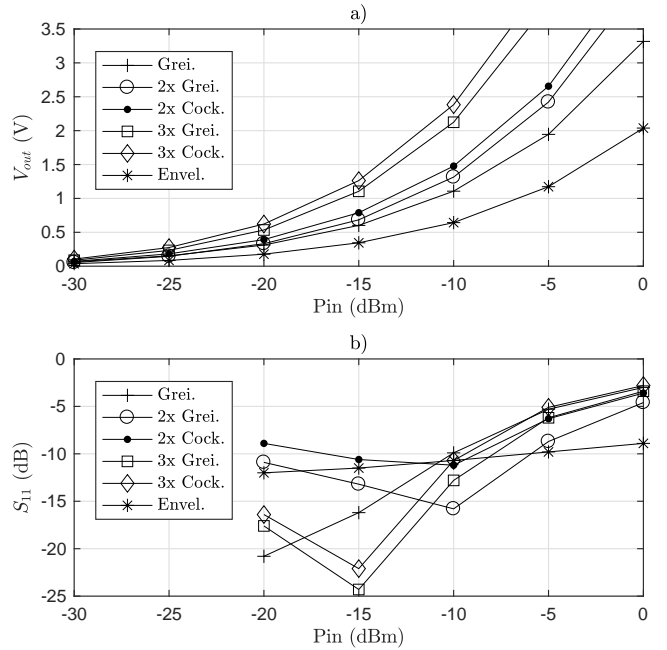 a)
3.5
3
2.5
2
1.5
1
0.5
0
V_out (V)
Grei.
2x Grei.
2x Cock.
3x Grei.
3x Cock.
Envel.
-30 -25 -20 -15 -10 -5 0
Pin (dBm)
b)
0
-5
-10
-15
-20
-25
S_11 (dB)
Grei.
2x Grei.
2x Cock.
3x Grei.
3x Cock.
Envel.
-30 -25 -20 -15 -10 -5 0
Pin (dBm)